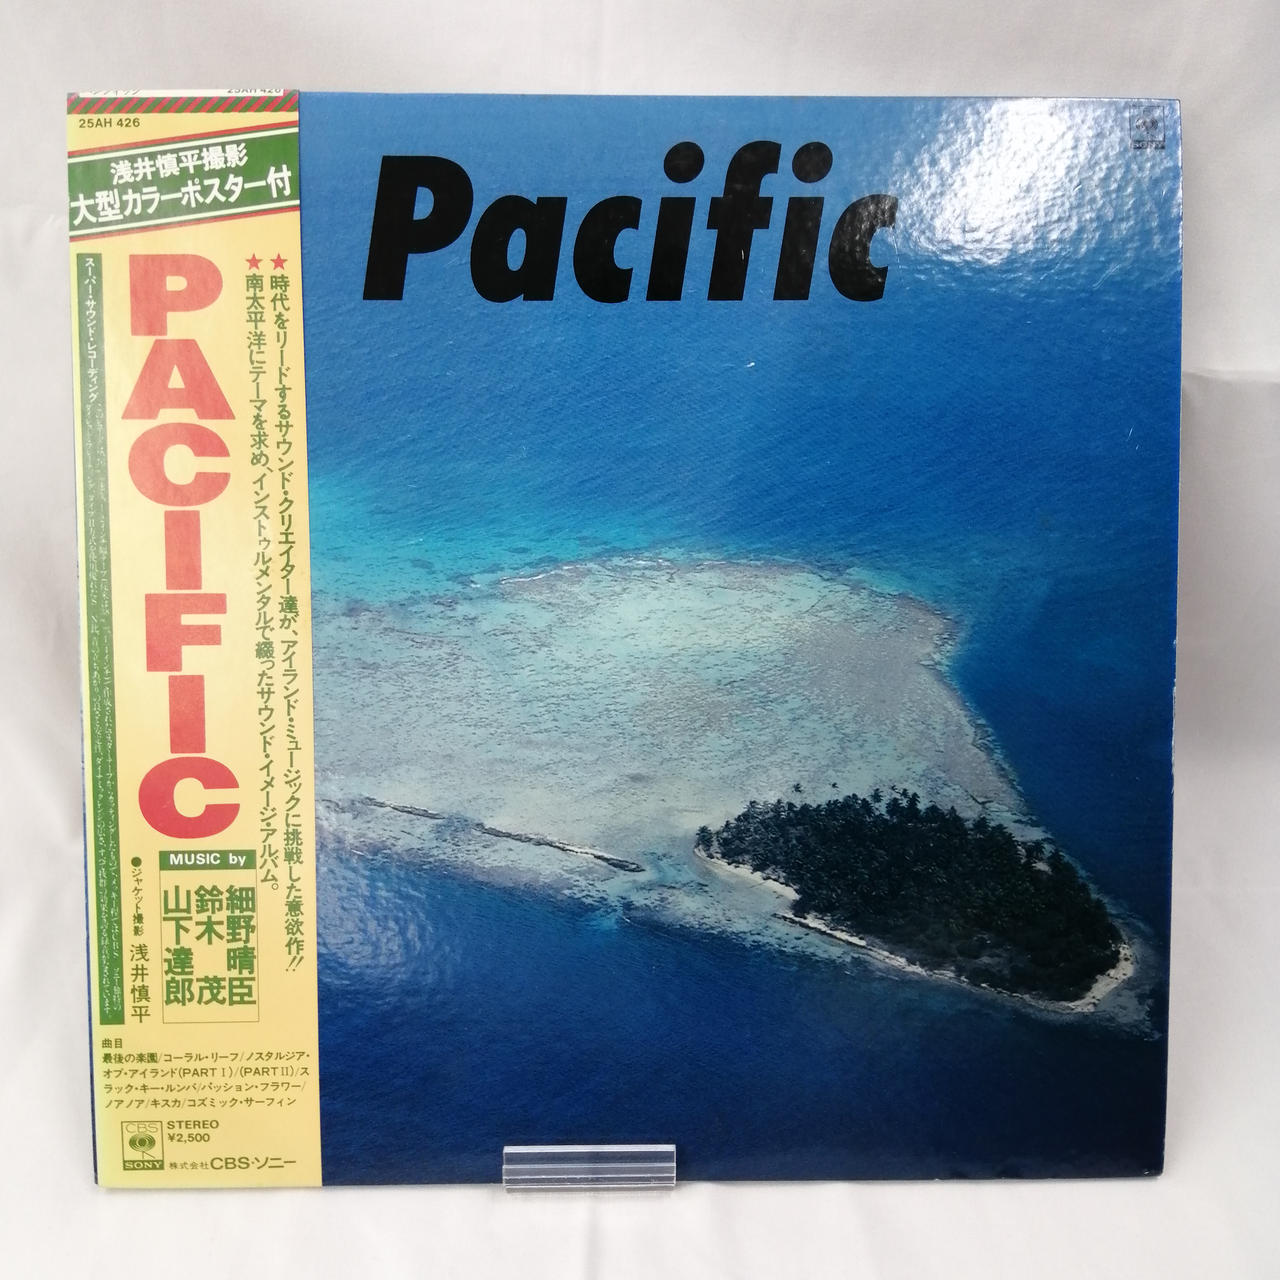 25AH 426
25AH 426
浅井慎平撮影
大型カラーポスター付
PACIFIC
★時代をリードするサウンド・クリエイター達が、アイランド・ミュージックに挑戦した意欲作!!
★南太平洋にテーマを求め、インストゥルメンタルで綴ったサウンド・イメージ・アルバム。
スーパー・サウンド・レコーディング
MUSIC by
細野晴臣
鈴木 茂
山下達郎
●ジャケット撮影 浅井慎平
曲目
最後の楽園/コーラル・リーフ/ノスタルジア・
オブ・アイランド(PART I)/(PART II)/ス
ラック・キー・ルンバ/パッション・フラワー/
ノアノア/キスカ/コズミック・サーフィン
CBS
SONY
STEREO
¥2,500
株式会社CBS・ソニー
Pacific
SONY